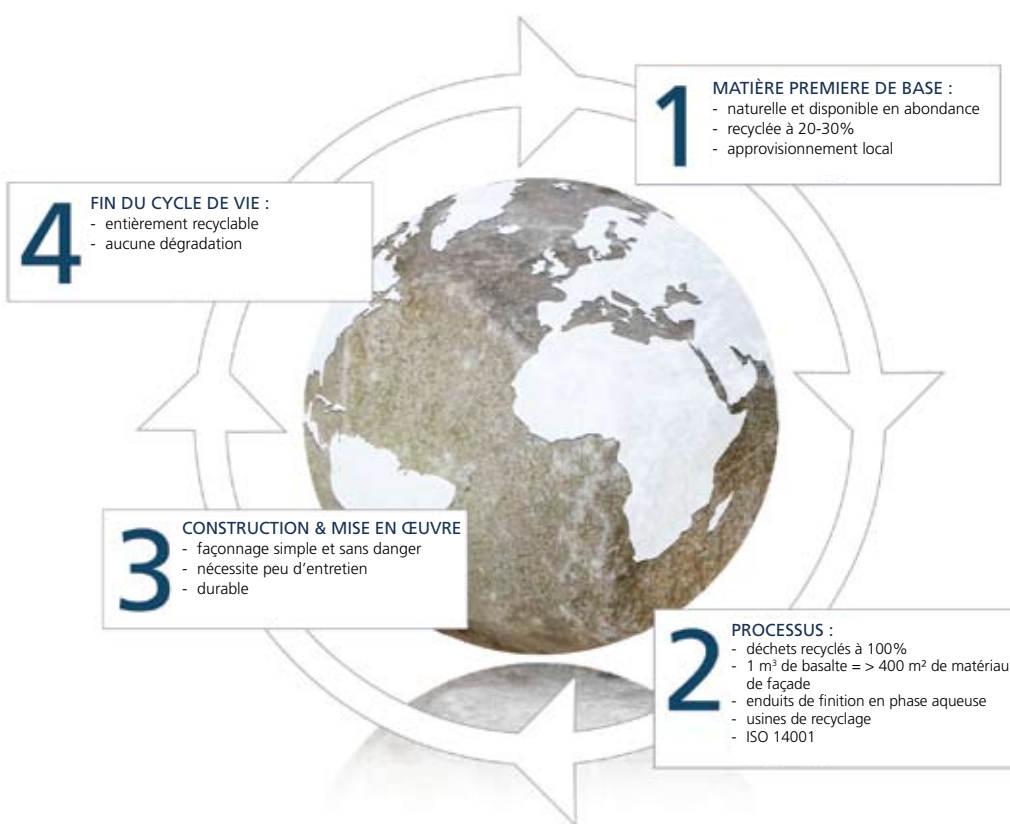 1
MATIÈRE PREMIERE DE BASE :
- naturelle et disponible en abondance
- recyclée à 20-30%
- approvisionnement local
2
PROCESSUS :
- déchets recyclés à 100%
- 1 m³ de basalte = > 400 m² de matériau
de façade
- enduits de finition en phase aqueuse
- usines de recyclage
- ISO 14001
3
CONSTRUCTION & MISE EN ŒUVRE
- façonnage simple et sans danger
- nécessite peu d’entretien
- durable
4
FIN DU CYCLE DE VIE :
- entièrement recyclable
- aucune dégradation